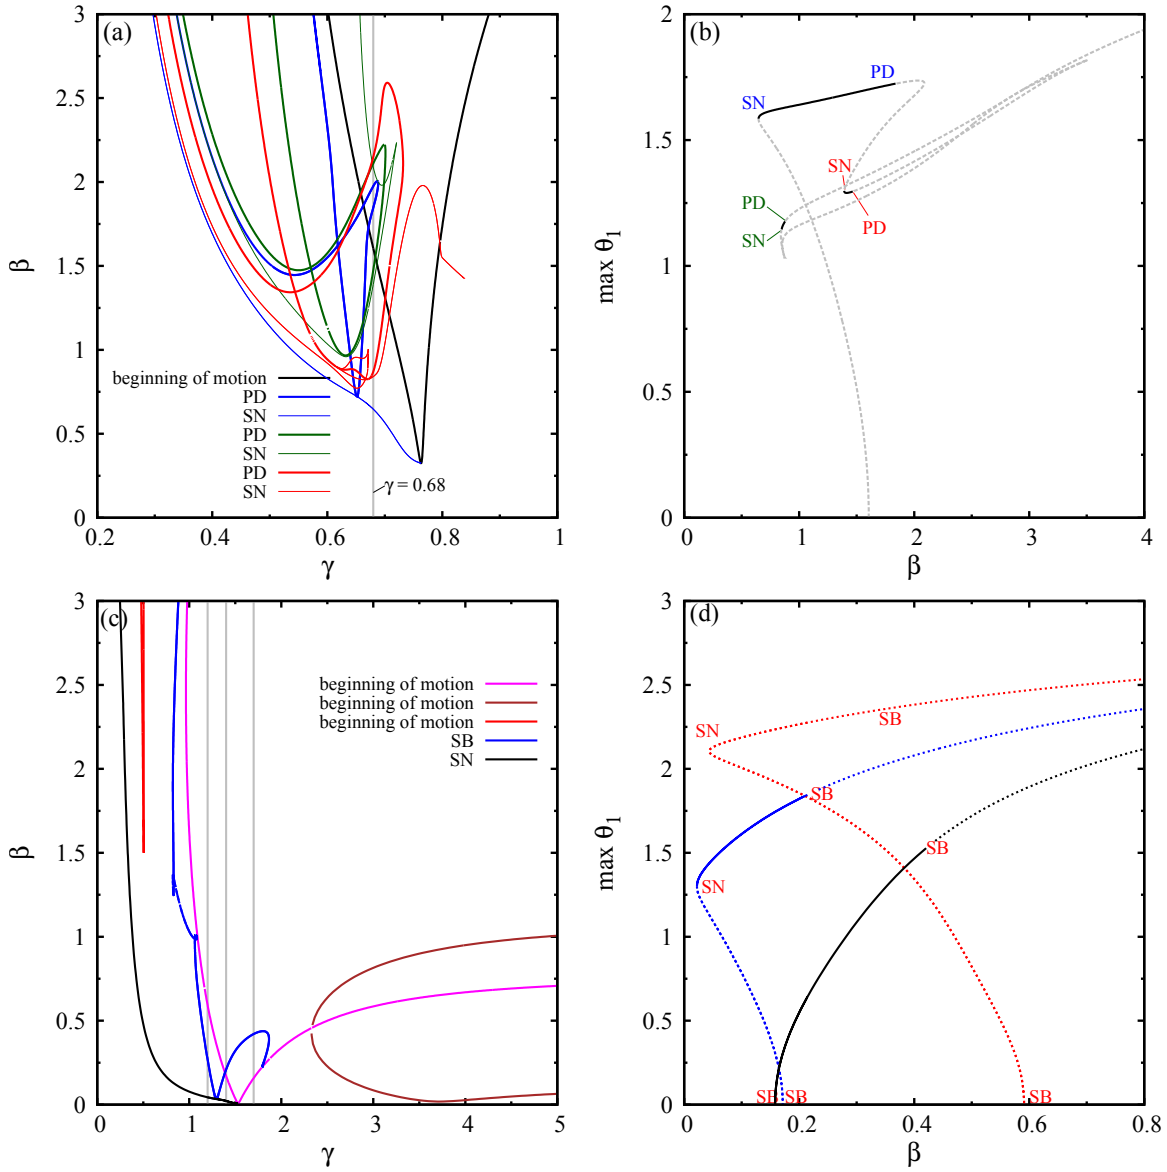 (a)
3
2.5
2
1.5
1
0.5
0
β
beginning of motion
PD
SN
PD
SN
PD
SN
γ = 0.68
0.2 0.4 0.6 0.8 1
γ
(b)
2
1.5
1
0.5
0
max θ1
SN
PD
SN
PD
PD
SN
0 1 2 3 4
β
(c)
3
2.5
2
1.5
1
0.5
0
β
beginning of motion
beginning of motion
beginning of motion
SB
SN
0 1 2 3 4 5
γ
(d)
3
2.5
2
1.5
1
0.5
0
max θ1
SN
SB
SB
SN
SB
SB
SB
0 0.2 0.4 0.6 0.8
β